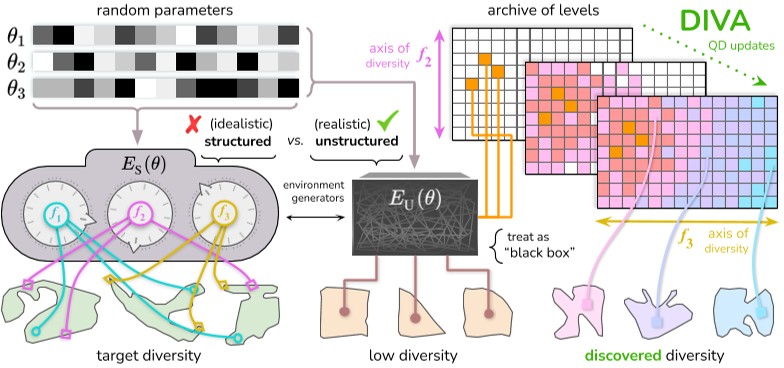 random parameters
θ1
θ2
θ3
(idealistic)
structured
vs.
(realistic)
unstructured
ES(θ)
f1
f2
f3
environment
generators
EU(θ)
treat as
"black box"
target diversity
low diversity
archive of levels
axis of
diversity
f2
DIVA
QD updates
f3
axis of
diversity
discovered diversity